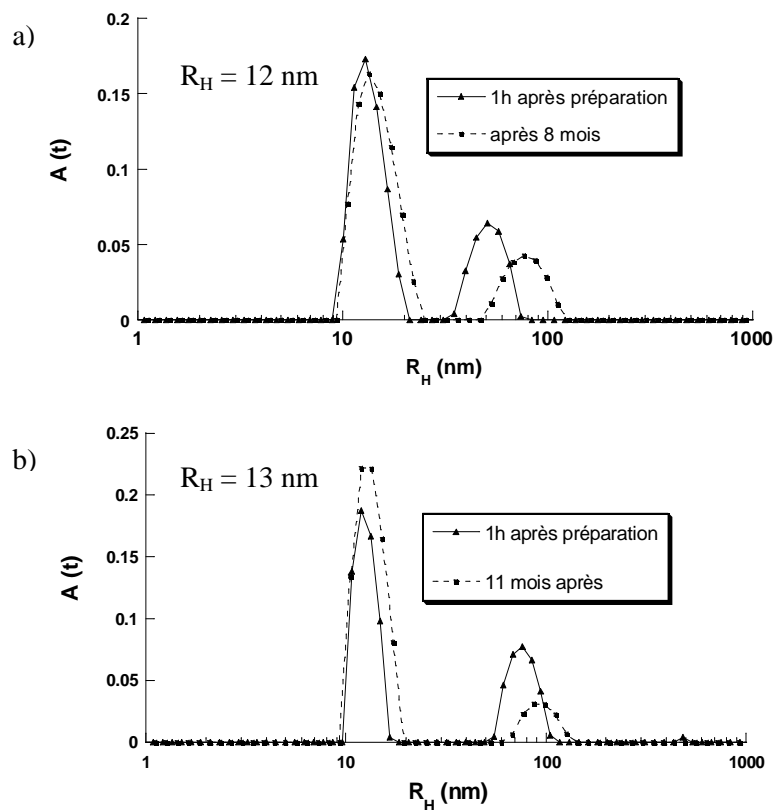 a)
R_H = 12 nm
0.2
0.15
0.1
0.05
0
A (t)
1h après préparation
après 8 mois
1
10
100
1000
R_H (nm)
b)
R_H = 13 nm
0.25
0.2
0.15
0.1
0.05
0
A (t)
1h après préparation
11 mois après
1
10
100
1000
R_H (nm)